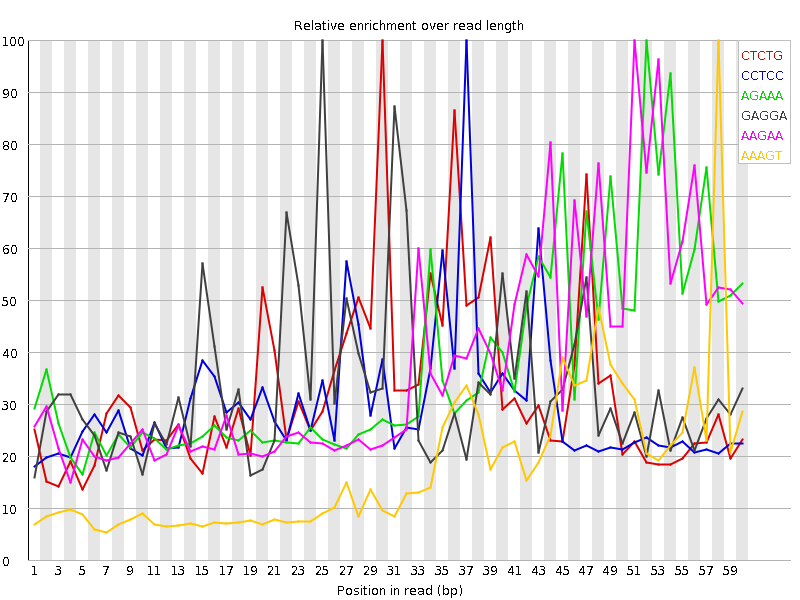 Relative enrichment over read length
100
90
80
70
60
50
40
30
20
10
0
CTCTG
CCTCC
AGAAA
GAGGA
AAGAA
AAAGT
1 3 5 7 9 11 13 15 17 19 21 23 25 27 29 31 33 35 37 39 41 43 45 47 49 51 53 55 57 59
Position in read (bp)